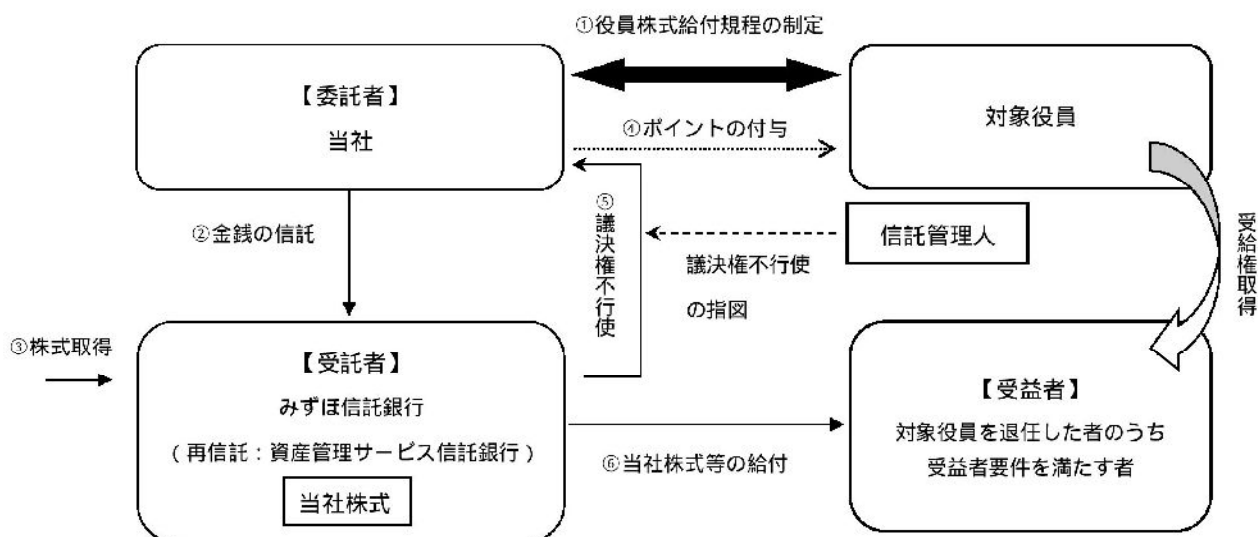 ①役員株式給付規程の制定
【委託者】
当社
対象役員
④ポイントの付与
②金銭の信託
⑤議決権不行使
信託管理人
議決権不行使
の指図
受給権取得
③株式取得
【受託者】
みずほ信託銀行
(再信託:資産管理サービス信託銀行)
当社株式
⑥当社株式等の給付
【受益者】
対象役員を退任した者のうち
受益者要件を満たす者